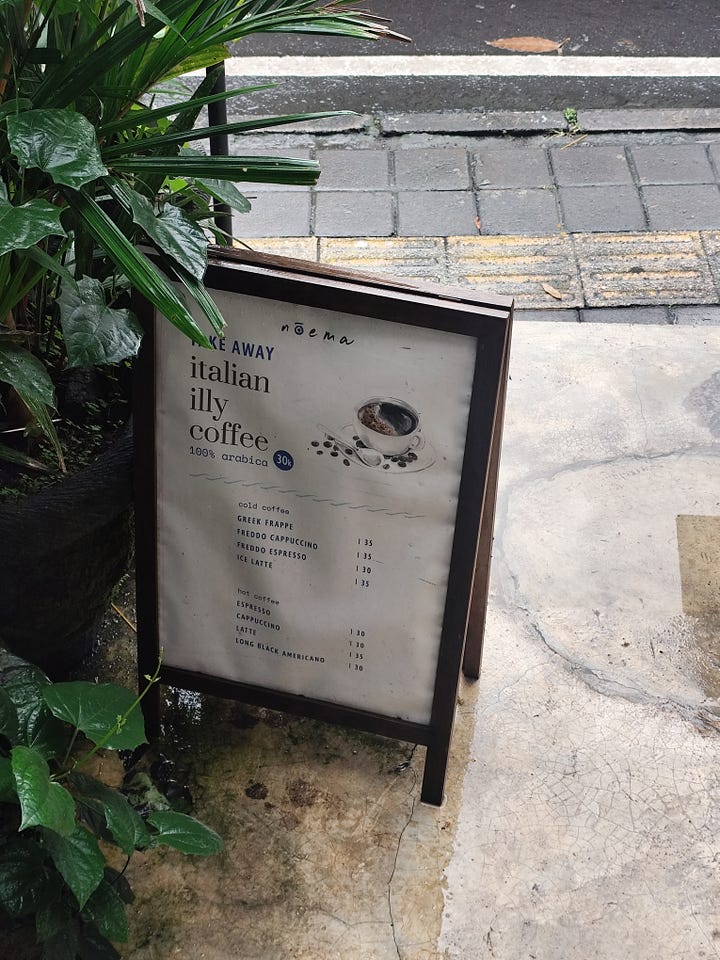 nōema
TAKE AWAY
italian
illy
coffee
100% arabica 30k
cold coffee
GREEK FRAPPE | 35
FREDDO CAPPUCCINO | 35
FREDDO ESPRESSO | 30
ICE LATTE | 35
hot coffee
ESPRESSO | 30
CAPPUCCINO | 30
LATTE | 35
LONG BLACK AMERICANO | 30